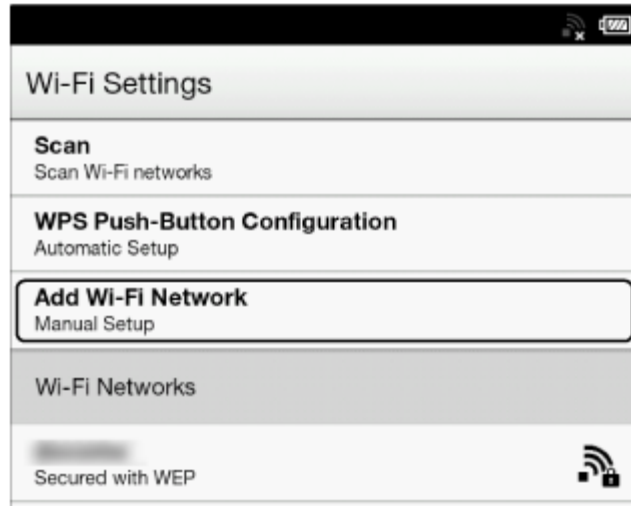 Wi-Fi Settings
Scan
Scan Wi-Fi networks
WPS Push-Button Configuration
Automatic Setup
Add Wi-Fi Network
Manual Setup
Wi-Fi Networks
Secured with WEP